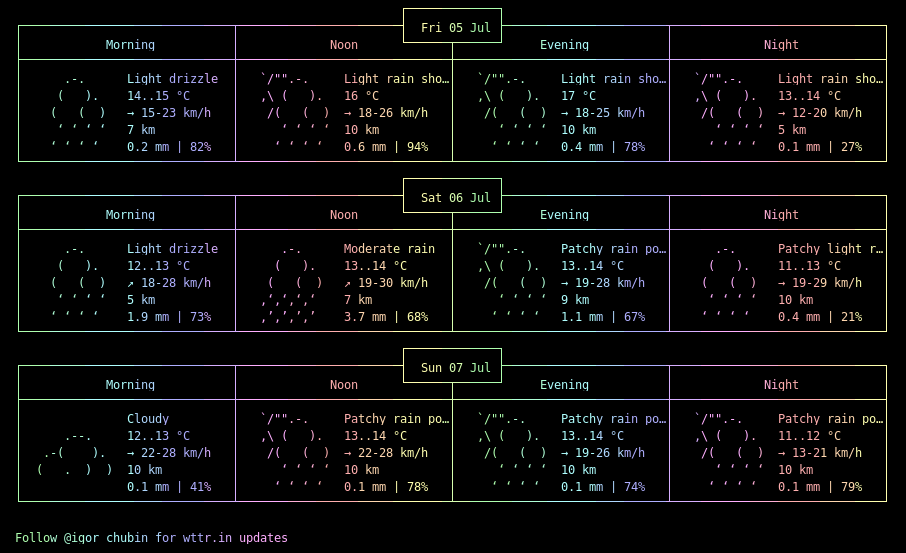 Fri 05 Jul
Morning Noon Evening Night
Light drizzle Light rain sho… Light rain sho… Light rain sho…
14..15 °C 16 °C 17 °C 13..14 °C
→ 15-23 km/h → 18-26 km/h → 18-25 km/h → 12-20 km/h
7 km 10 km 10 km 5 km
0.2 mm | 82% 0.6 mm | 94% 0.4 mm | 78% 0.1 mm | 27%
Sat 06 Jul
Morning Noon Evening Night
Light drizzle Moderate rain Patchy rain po… Patchy light r…
12..13 °C 13..14 °C 13..14 °C 11..13 °C
↗ 18-28 km/h ↗ 19-30 km/h → 19-28 km/h → 19-29 km/h
5 km 7 km 9 km 10 km
1.9 mm | 73% 3.7 mm | 68% 1.1 mm | 67% 0.4 mm | 21%
Sun 07 Jul
Morning Noon Evening Night
Cloudy Patchy rain po… Patchy rain po… Patchy rain po…
12..13 °C 13..14 °C 13..14 °C 11..12 °C
→ 22-28 km/h → 22-28 km/h → 19-26 km/h → 13-21 km/h
10 km 10 km 10 km 10 km
0.1 mm | 41% 0.1 mm | 78% 0.1 mm | 74% 0.1 mm | 79%
Follow @igor chubin for wttr.in updates